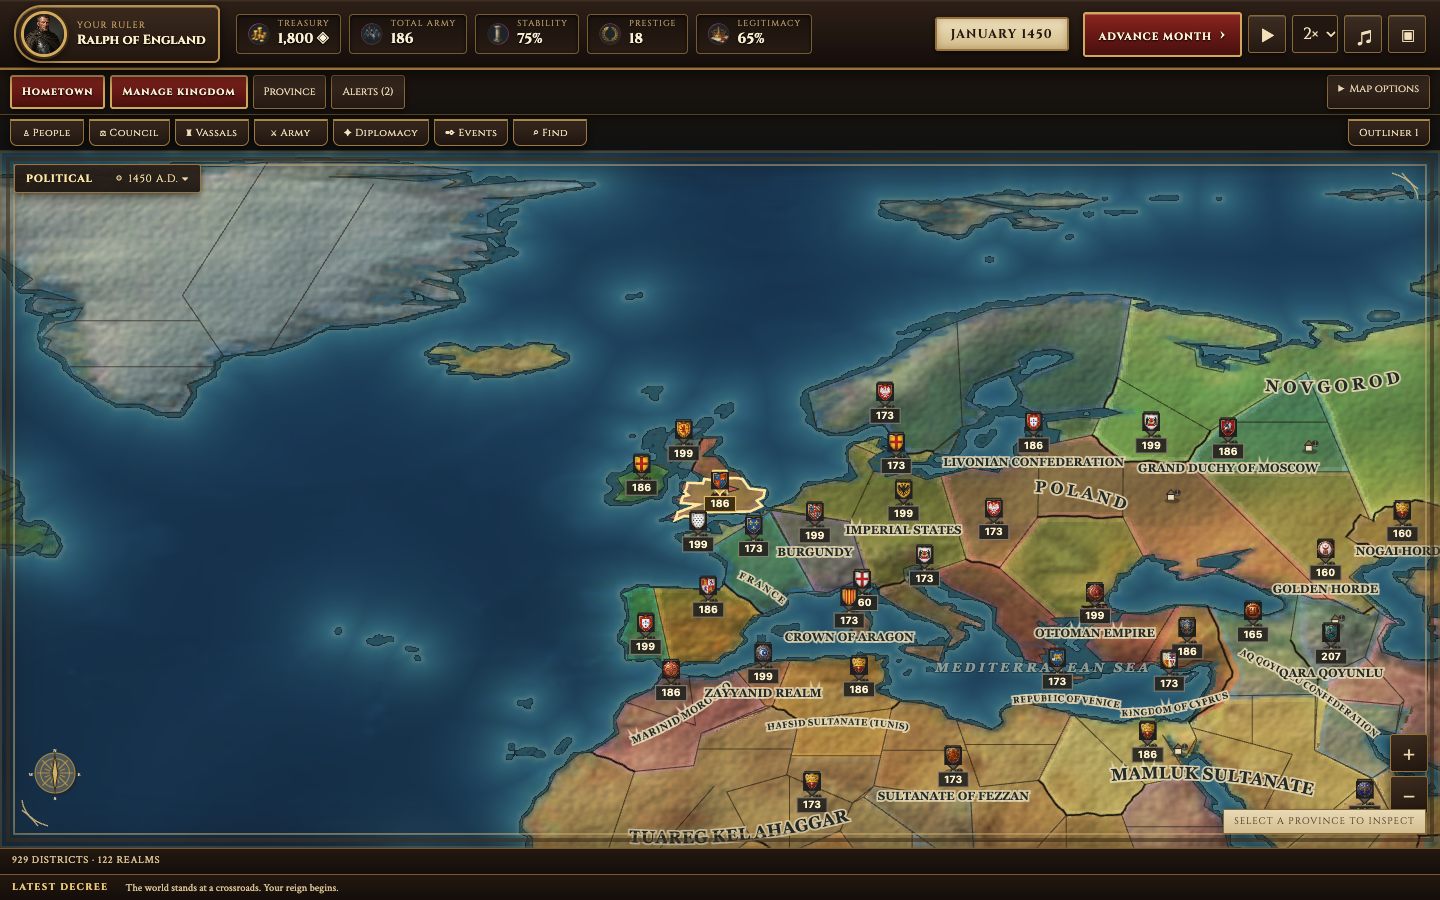 YOUR RULER
RALPH OF ENGLAND
TREASURY
1,800
TOTAL ARMY
186
STABILITY
75%
PRESTIGE
18
LEGITIMACY
65%
JANUARY 1450
ADVANCE MONTH ›
2×
HOMETOWN
MANAGE KINGDOM
PROVINCE
ALERTS (2)
MAP OPTIONS
PEOPLE
COUNCIL
VASSALS
ARMY
DIPLOMACY
EVENTS
FIND
OUTLINER 1
POLITICAL
1450 A.D.
NOVGOROD
173
199
173
186
LIVONIAN CONFEDERATION
199
186
GRAND DUCHY OF MOSCOW
186
186
199
173
199
BURGUNDY
199
IMPERIAL STATES
173
POLAND
173
160
NOGAI HORD
160
GOLDEN HORDE
FRANCE
186
199
60
173
CROWN OF ARAGON
199
OTTOMAN EMPIRE
165
207
QARA QOYUNLU
AQ QOYU
CONFEDERATION
186
173
173
MEDITERRA EAN SEA
REPUBLIC OF VENICE
KINGDOM OF CYPRUS
186
MARINID MORO
199
ZAYYANID REALM
186
HAFSID SULTANATE (TUNIS)
173
TUAREG KEL AHAGGAR
173
SULTANATE OF FEZZAN
186
MAMLUK SULTANATE
+
−
SELECT A PROVINCE TO INSPECT
929 DISTRICTS · 122 REALMS
LATEST DECREE
The world stands at a crossroads. Your reign begins.